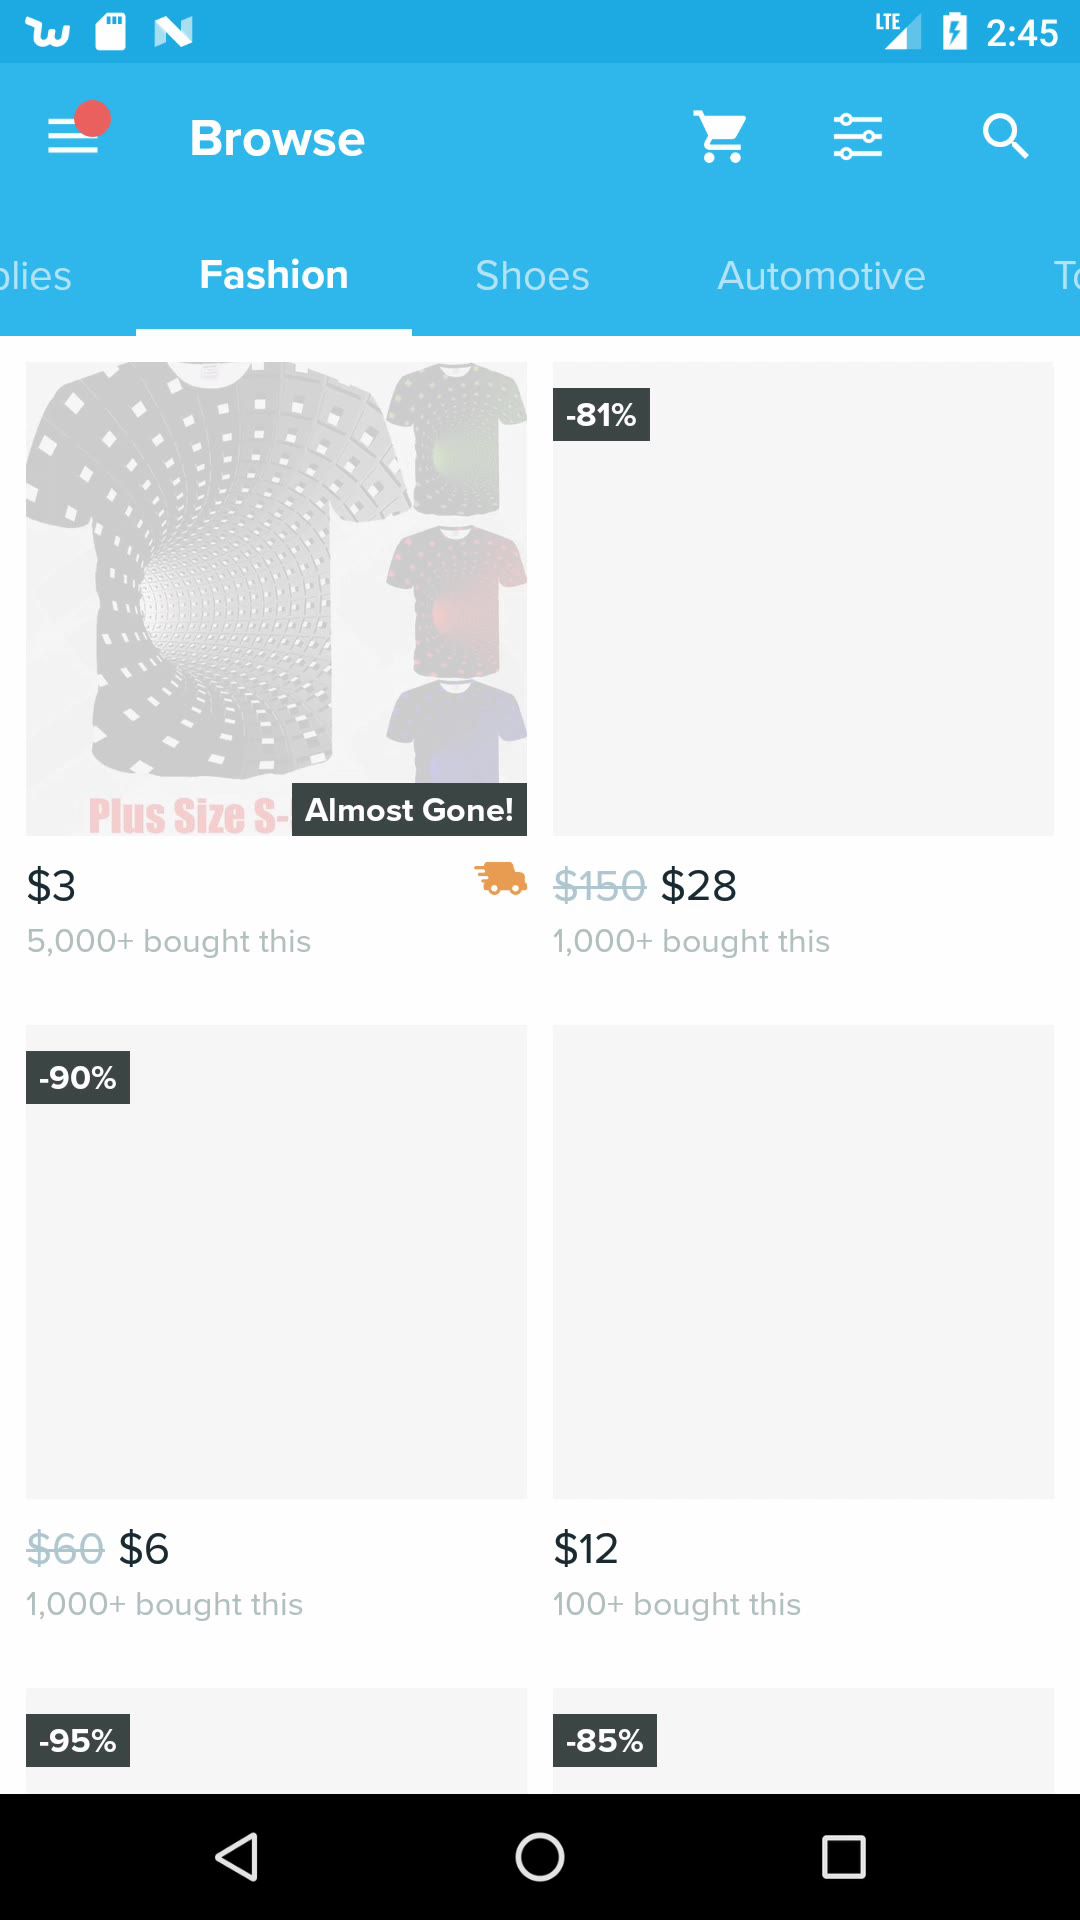 LTE 2:45
Browse
plies Fashion Shoes Automotive To
-81%
Plus Size S-
Almost Gone!
$3 $150 $28
5,000+ bought this 1,000+ bought this
-90%
$60 $6 $12
1,000+ bought this 100+ bought this
-95% -85%